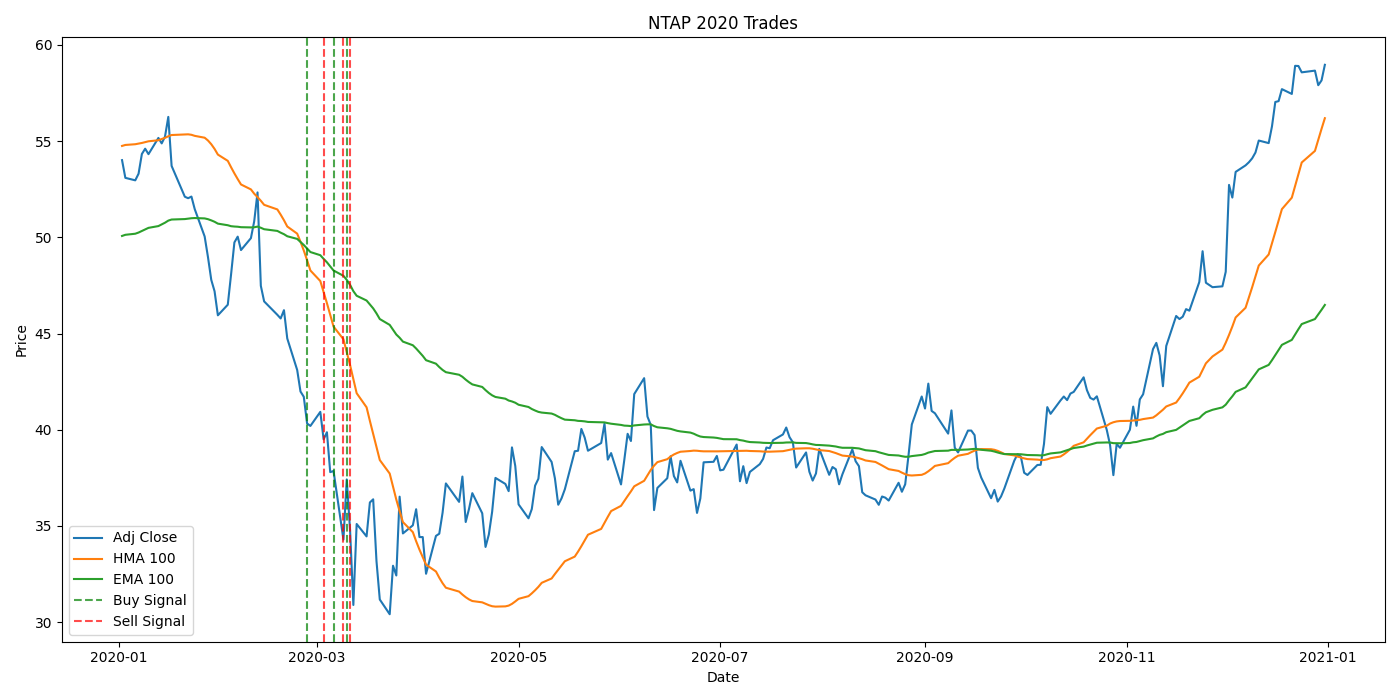 NTAP 2020 Trades
60
55
50
45
40
35
30
Price
Adj Close
HMA 100
EMA 100
Buy Signal
Sell Signal
2020-01
2020-03
2020-05
2020-07
2020-09
2020-11
2021-01
Date